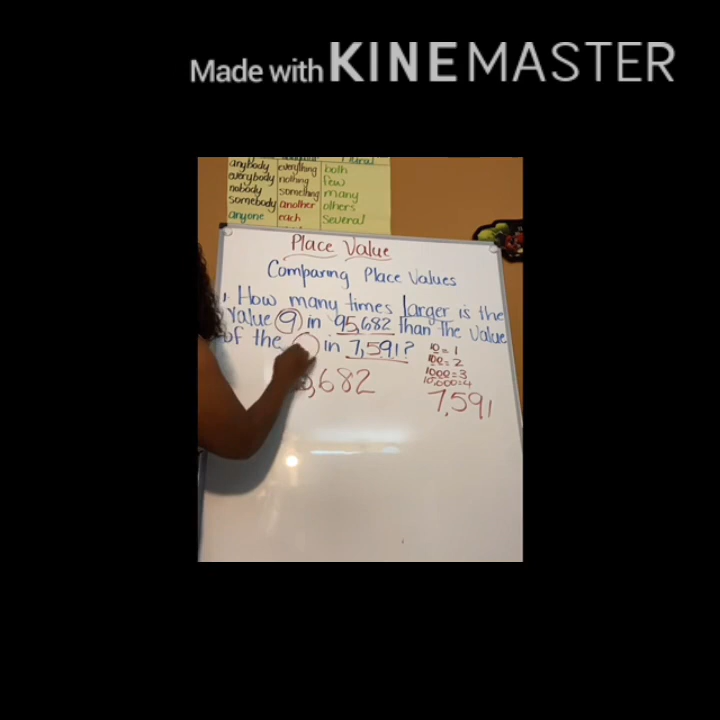 Made with KINEMASTER
anybody everything both
everybody nothing few
nobody something many
somebody another others
anyone each several
Place Value
Comparing Place Values
1. How many times larger is the
value 9 in 95,682 than the value
of the in 7,591?
10 = 1
100 = 2
1000 = 3
10,000 = 4
,682
7,591